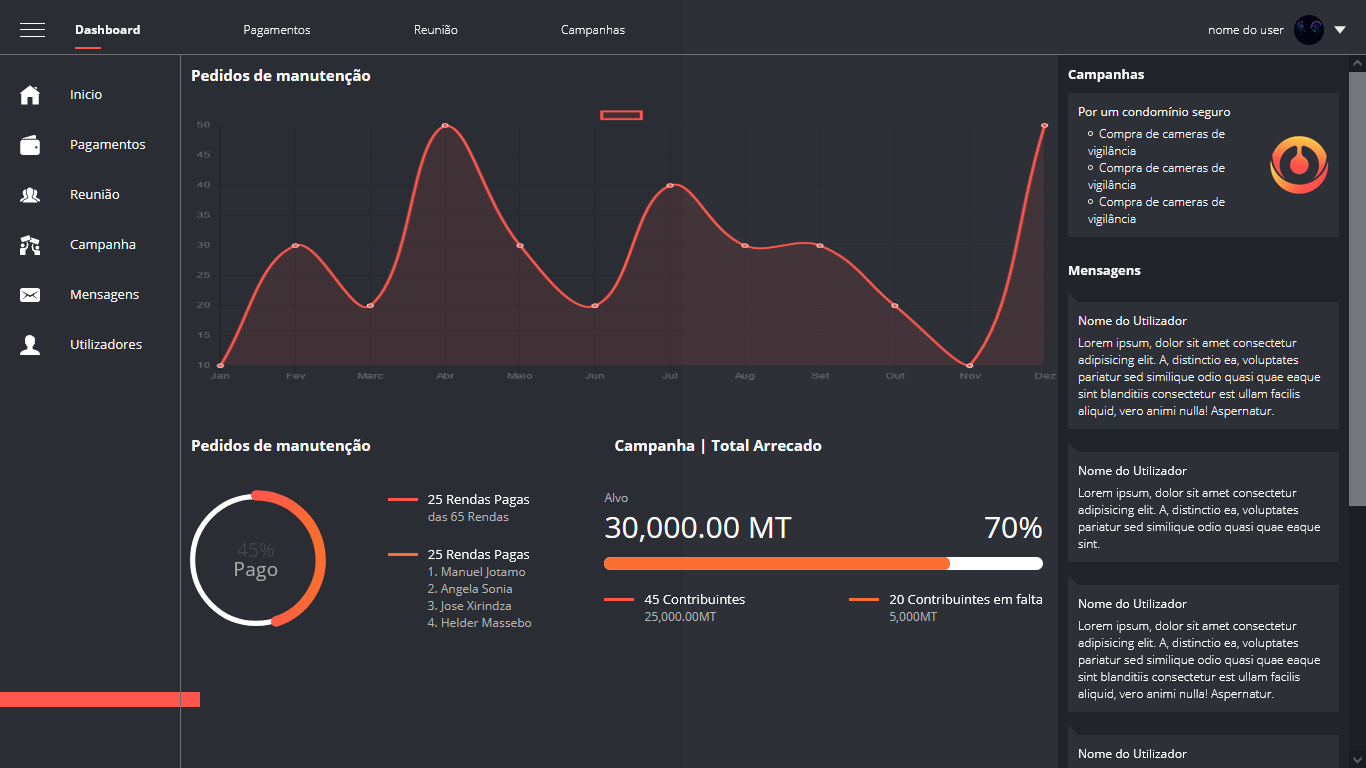 Dashboard
Pagamentos
Reunião
Campanhas
nome do user
Inicio
Pagamentos
Reunião
Campanha
Mensagens
Utilizadores
Pedidos de manutenção
50
45
40
35
30
25
20
15
10
Jan
Fev
Marc
Abr
Maio
Jun
Jul
Aug
Set
Out
Nov
Dez
Pedidos de manutenção
45%
Pago
25 Rendas Pagas
das 65 Rendas
25 Rendas Pagas
1. Manuel Jotamo
2. Angela Sonia
3. Jose Xirindza
4. Helder Massebo
Campanha | Total Arrecado
Alvo
30,000.00 MT
70%
45 Contribuintes
25,000.00MT
20 Contribuintes em falta
5,000MT
Campanhas
Por um condomínio seguro
Compra de cameras de
vigilância
Compra de cameras de
vigilância
Compra de cameras de
vigilância
Mensagens
Nome do Utilizador
Lorem ipsum, dolor sit amet consectetur
adipisicing elit. A, distinctio ea, voluptates
pariatur sed similique odio quasi quae eaque
sint blanditiis consectetur est ullam facilis
aliquid, vero animi nulla! Aspernatur.
Nome do Utilizador
Lorem ipsum, dolor sit amet consectetur
adipisicing elit. A, distinctio ea, voluptates
pariatur sed similique odio quasi quae eaque
sint.
Nome do Utilizador
Lorem ipsum, dolor sit amet consectetur
adipisicing elit. A, distinctio ea, voluptates
pariatur sed similique odio quasi quae eaque
sint blanditiis consectetur est ullam facilis
aliquid, vero animi nulla! Aspernatur.
Nome do Utilizador